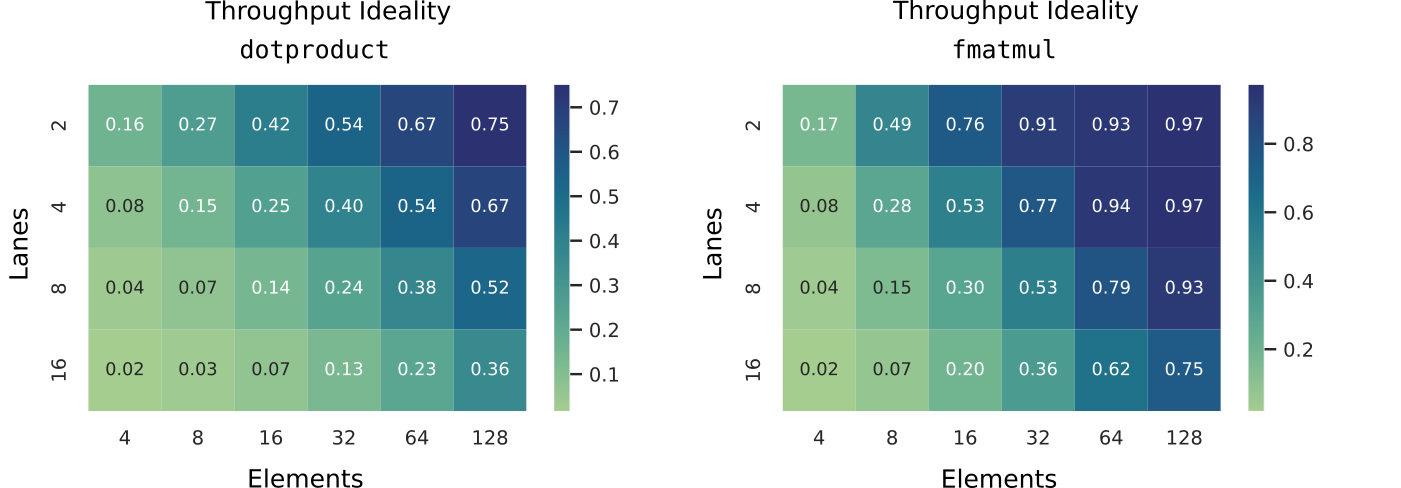 Throughput Ideality
dotproduct
Lanes
2 0.16 0.27 0.42 0.54 0.67 0.75
4 0.08 0.15 0.25 0.40 0.54 0.67
8 0.04 0.07 0.14 0.24 0.38 0.52
16 0.02 0.03 0.07 0.13 0.23 0.36
4 8 16 32 64 128
Elements
0.7
0.6
0.5
0.4
0.3
0.2
0.1
Throughput Ideality
fmatmul
Lanes
2 0.17 0.49 0.76 0.91 0.93 0.97
4 0.08 0.28 0.53 0.77 0.94 0.97
8 0.04 0.15 0.30 0.53 0.79 0.93
16 0.02 0.07 0.20 0.36 0.62 0.75
4 8 16 32 64 128
Elements
0.8
0.6
0.4
0.2